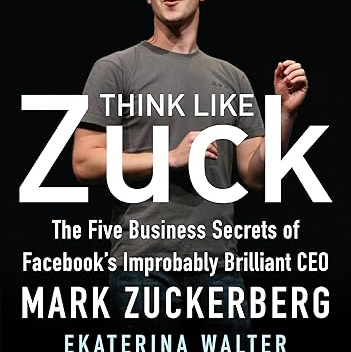 THINK LIKE
Zuck
The Five Business Secrets of
Facebook's Improbably Brilliant CEO
MARK ZUCKERBERG
EKATERINA WALTER